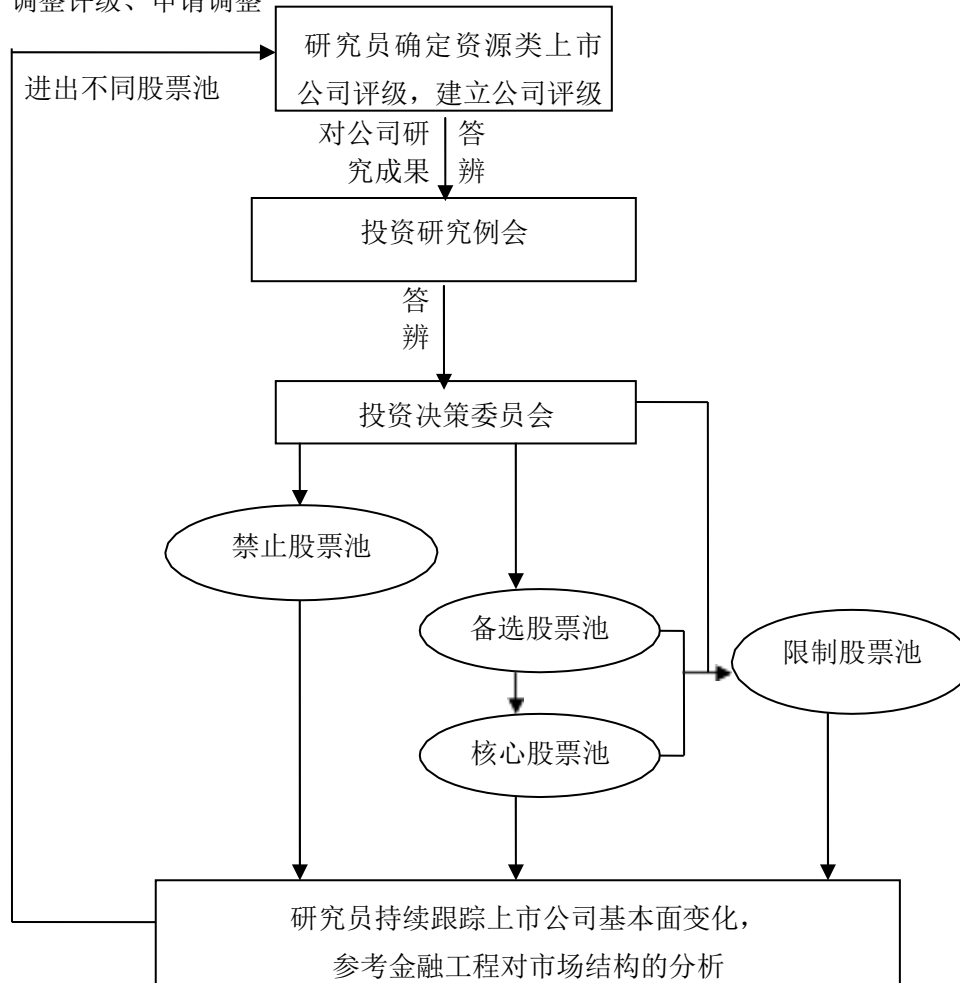 调整评级、申请调整
进出不同股票池
研究员确定资源类上市
公司评级，建立公司评级
对公司研
究成果
答
辨
投资研究例会
答
辨
投资决策委员会
禁止股票池
备选股票池
限制股票池
核心股票池
研究员持续跟踪上市公司基本面变化，
参考金融工程对市场结构的分析